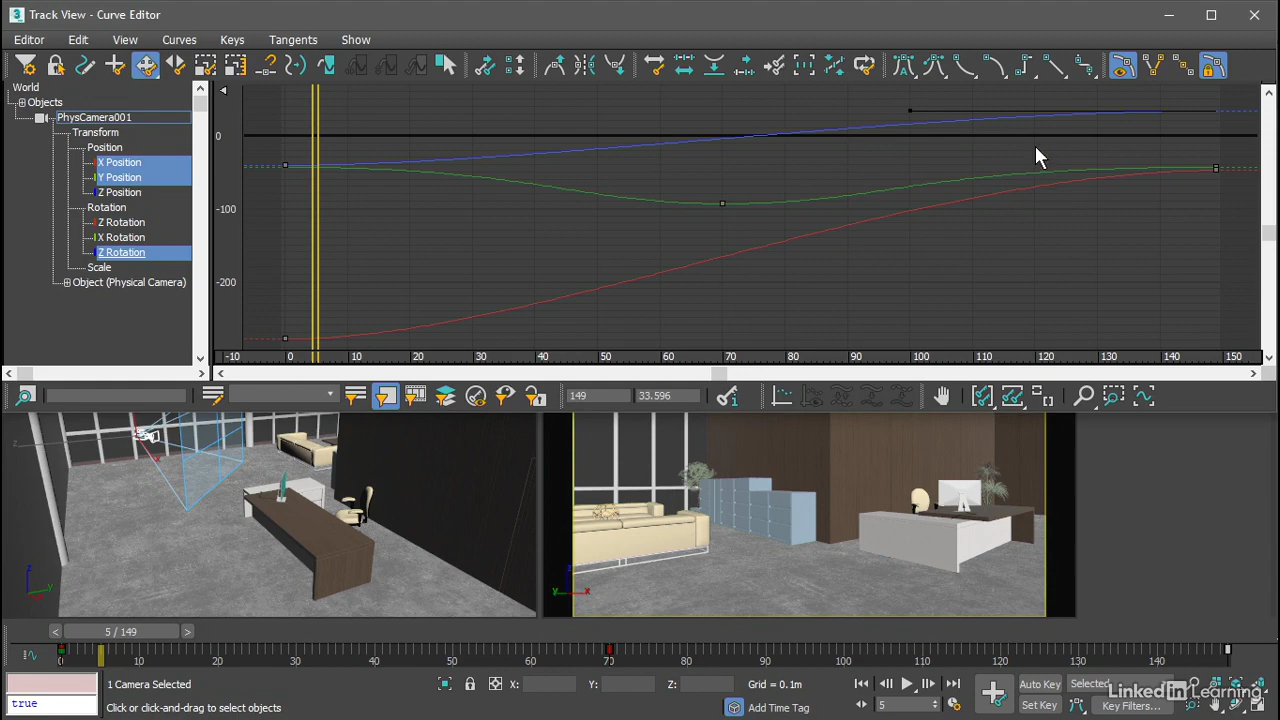 3 Track View - Curve Editor
Editor Edit View Curves Keys Tangents Show
World
Objects
PhysCamera001
Transform
Position
X Position
Y Position
Z Position
Rotation
Z Rotation
X Rotation
Z Rotation
Scale
Object (Physical Camera)
0
-100
-200
-10 0 10 20 30 40 50 60 70 80 90 100 110 120 130 140 150
149 33.596
z x y
z y x
< 5 / 149 >
0 10 20 30 40 50 60 70 80 90 100 110 120 130 140
true
1 Camera Selected
Click or click-and-drag to select objects
X: Y: Z: Grid = 0.1m
Add Time Tag
5
Auto Key Selected
Set Key Key Filters...
LinkedIn Learning